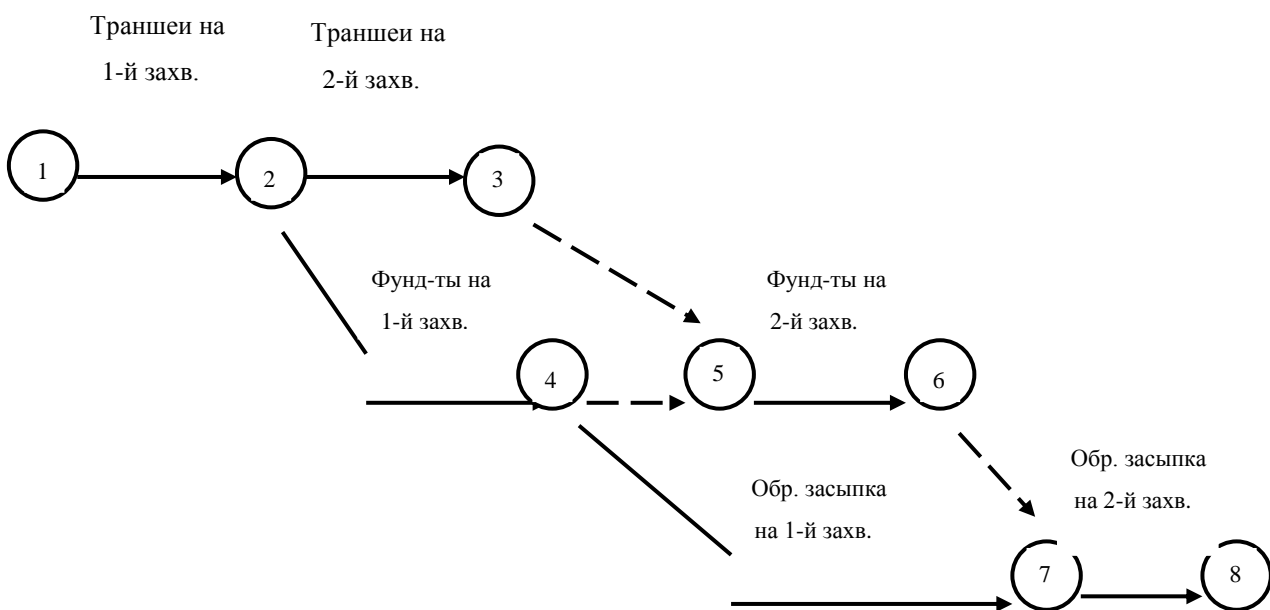 Траншеи на
1-й захв.
Траншеи на
2-й захв.
1
2
3
Фунд-ты на
1-й захв.
Фунд-ты на
2-й захв.
4
5
6
Обр. засыпка
на 1-й захв.
Обр. засыпка
на 2-й захв.
7
8